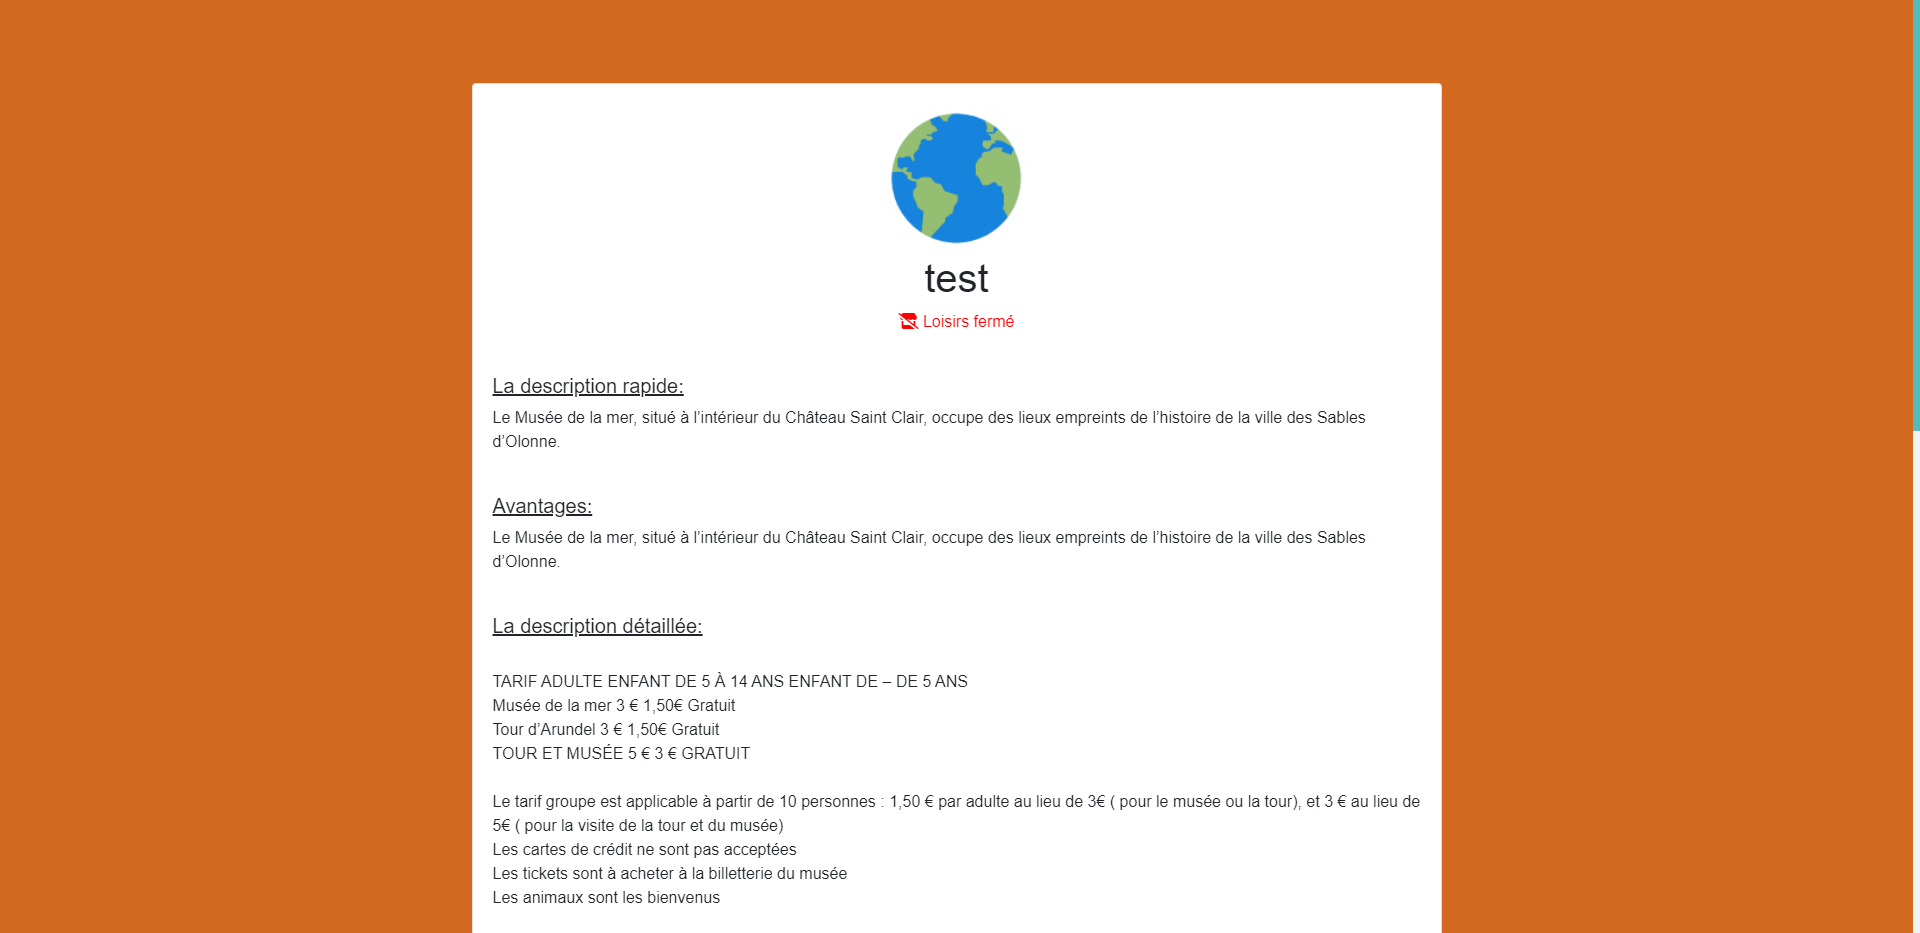 test
Loisirs fermé
La description rapide:
Le Musée de la mer, situé à l’intérieur du Château Saint Clair, occupe des lieux empreints de l’histoire de la ville des Sables
d’Olonne.
Avantages:
Le Musée de la mer, situé à l’intérieur du Château Saint Clair, occupe des lieux empreints de l’histoire de la ville des Sables
d’Olonne.
La description détaillée:
TARIF ADULTE ENFANT DE 5 À 14 ANS ENFANT DE – DE 5 ANS
Musée de la mer 3 € 1,50€ Gratuit
Tour d’Arundel 3 € 1,50€ Gratuit
TOUR ET MUSÉE 5 € 3 € GRATUIT
Le tarif groupe est applicable à partir de 10 personnes : 1,50 € par adulte au lieu de 3€ ( pour le musée ou la tour), et 3 € au lieu de
5€ ( pour la visite de la tour et du musée)
Les cartes de crédit ne sont pas acceptées
Les tickets sont à acheter à la billetterie du musée
Les animaux sont les bienvenus